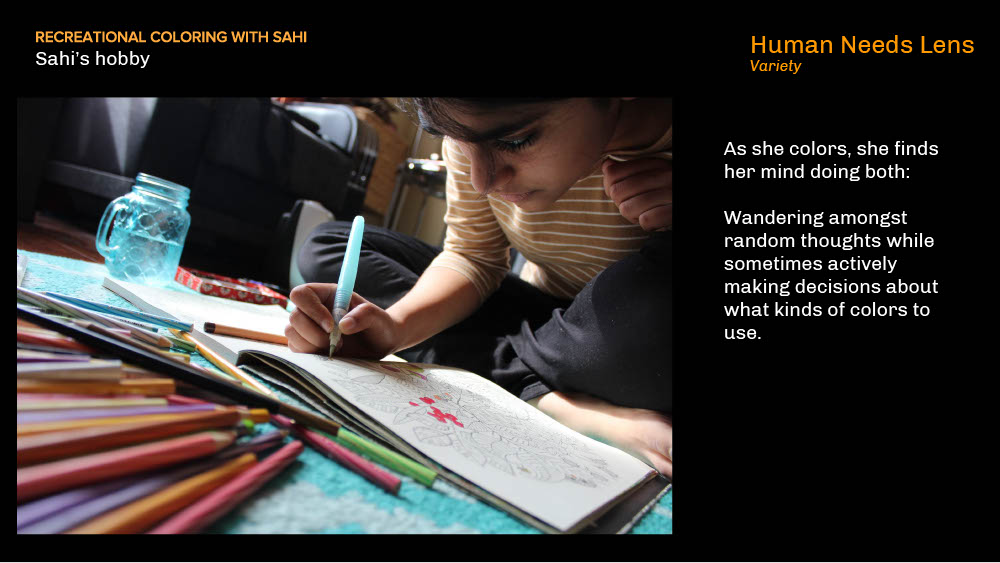 RECREATIONAL COLORING WITH SAHI
Sahi's hobby
Human Needs Lens
Variety
As she colors, she finds
her mind doing both:
Wandering amongst
random thoughts while
sometimes actively
making decisions about
what kinds of colors to
use.